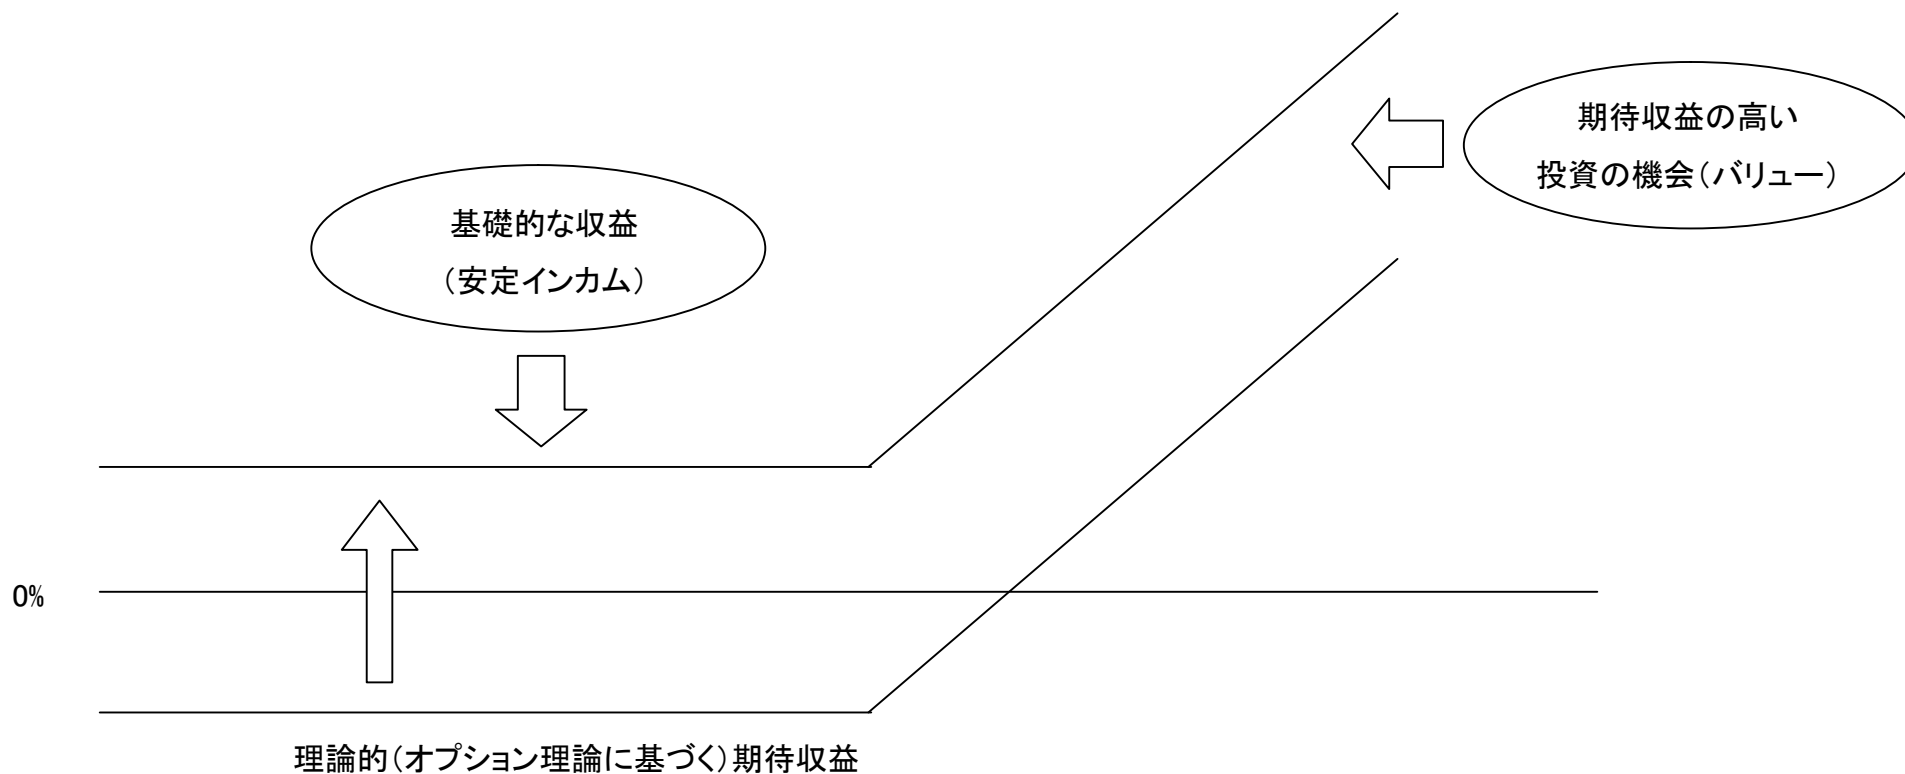 期待収益の高い
投資の機会（バリュー）
基礎的な収益
（安定インカム）
0%
理論的（オプション理論に基づく）期待収益